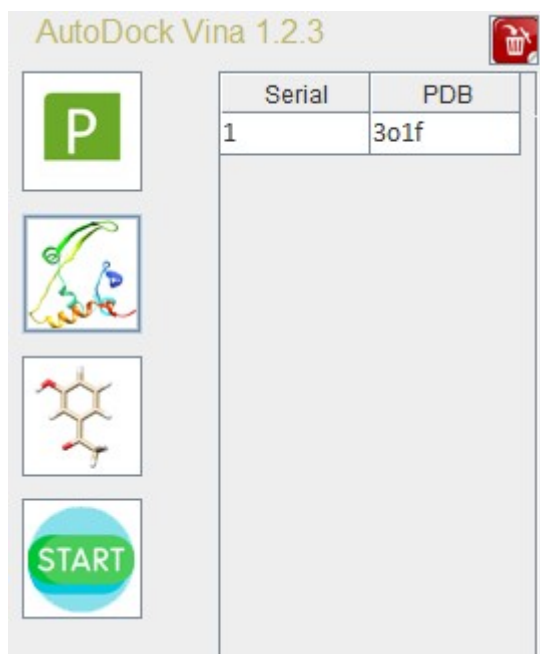 AutoDock Vina 1.2.3
Serial PDB
1 3o1f
P
START